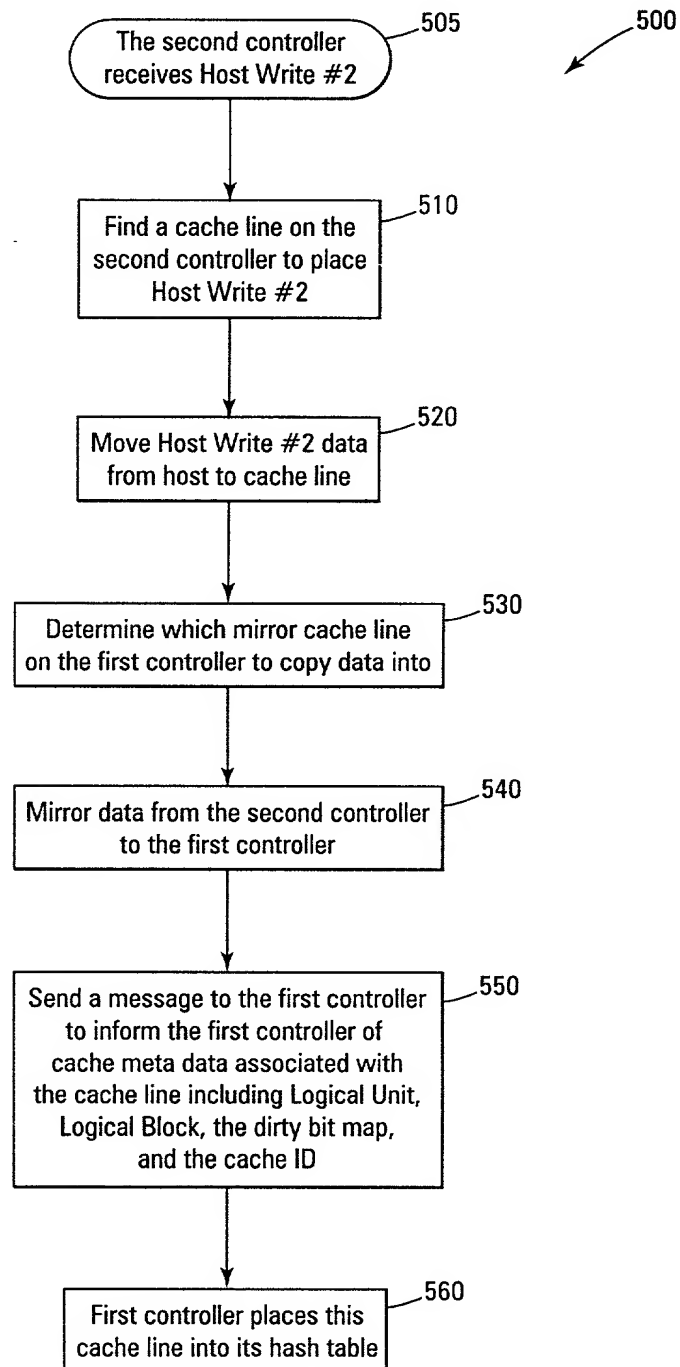 505
500
The second controller
receives Host Write #2
510
Find a cache line on the
second controller to place
Host Write #2
520
Move Host Write #2 data
from host to cache line
530
Determine which mirror cache line
on the first controller to copy data into
540
Mirror data from the second controller
to the first controller
550
Send a message to the first controller
to inform the first controller of
cache meta data associated with
the cache line including Logical Unit,
Logical Block, the dirty bit map,
and the cache ID
560
First controller places this
cache line into its hash table